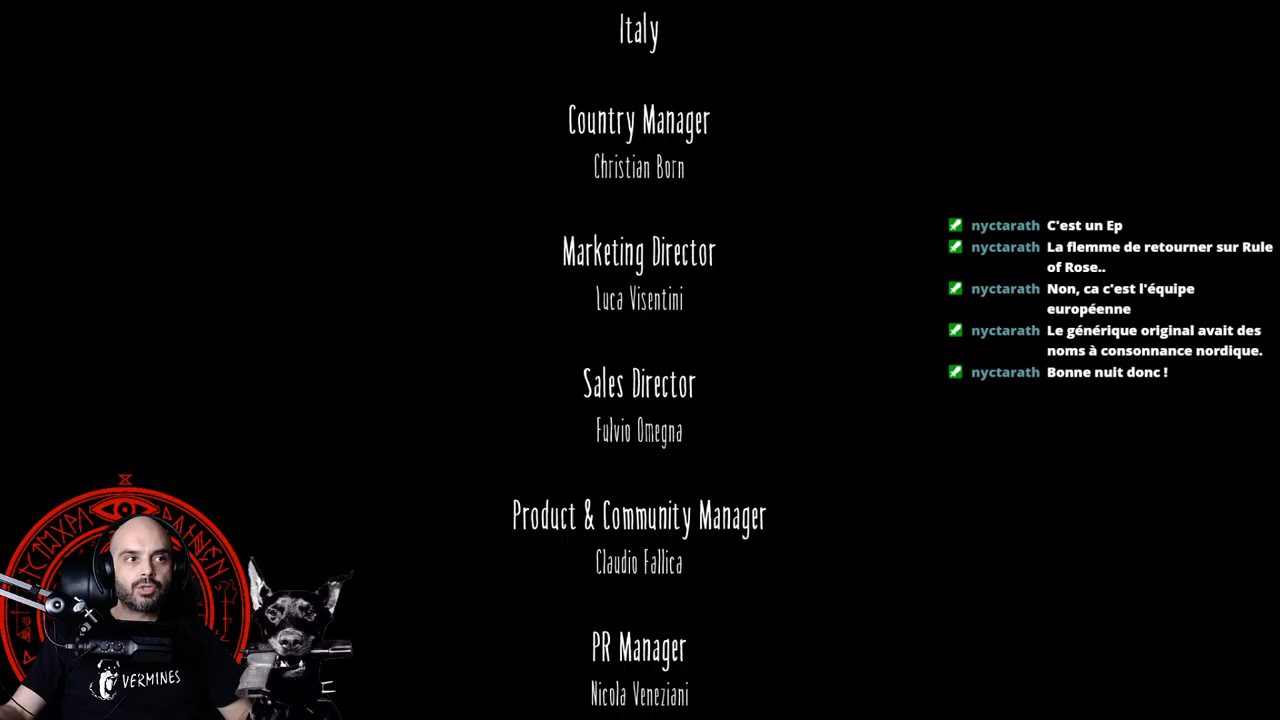 Italy
Country Manager
Christian Born
Marketing Director
Luca Visentini
Sales Director
Fulvio Omegna
Product & Community Manager
Claudio Fallica
PR Manager
Nicola Veneziani
nyctarath C'est un Ep
nyctarath La flemme de retourner sur Rule
of Rose..
nyctarath Non, ca c'est l'équipe
européenne
nyctarath Le générique original avait des
noms à consonnance nordique.
nyctarath Bonne nuit donc !
VERMINES